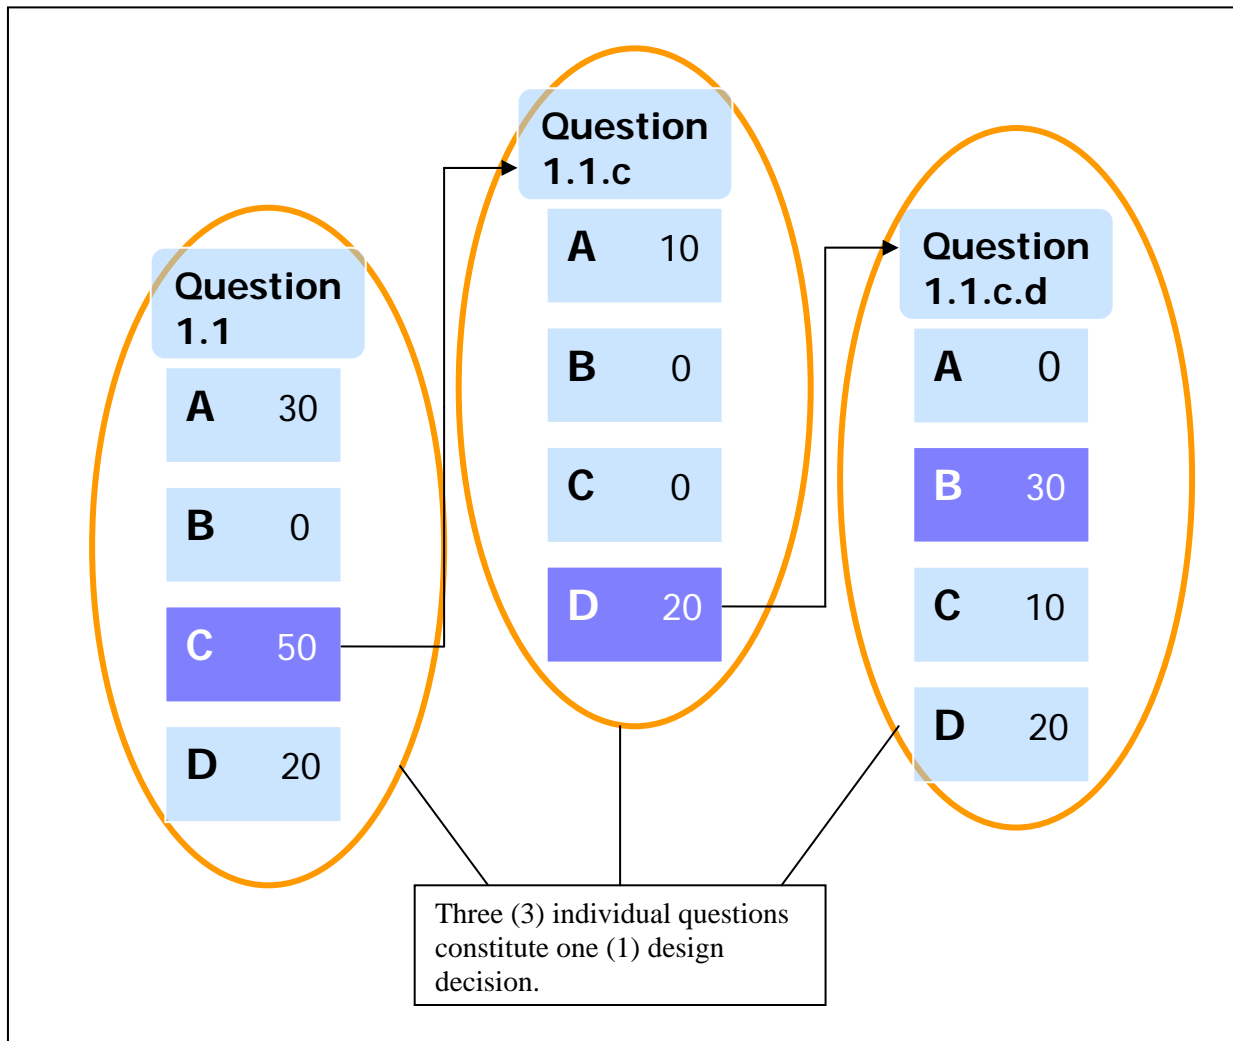 Question
1.1
A 30
B 0
C 50
D 20
Question
1.1.c
A 10
B 0
C 0
D 20
Question
1.1.c.d
A 0
B 30
C 10
D 20
Three (3) individual questions
constitute one (1) design
decision.